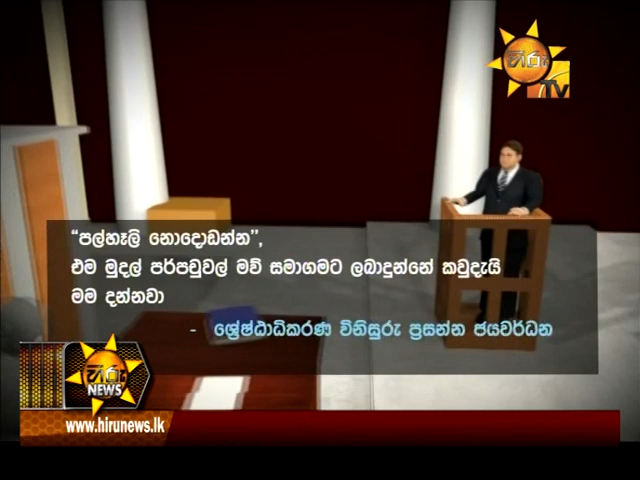 හිරු
TV
“පල්හෑලි නොදොඩන්න”,
එම මුදල් පර්පචුවල් මව් සමාගමට ලබාදුන්නේ කවුදැයි
මම දන්නවා
- ශ්‍රේෂ්ඨාධිකරණ විනිසුරු ප්‍රසන්න ජයවර්ධන
හිරු
NEWS
www.hirunews.lk